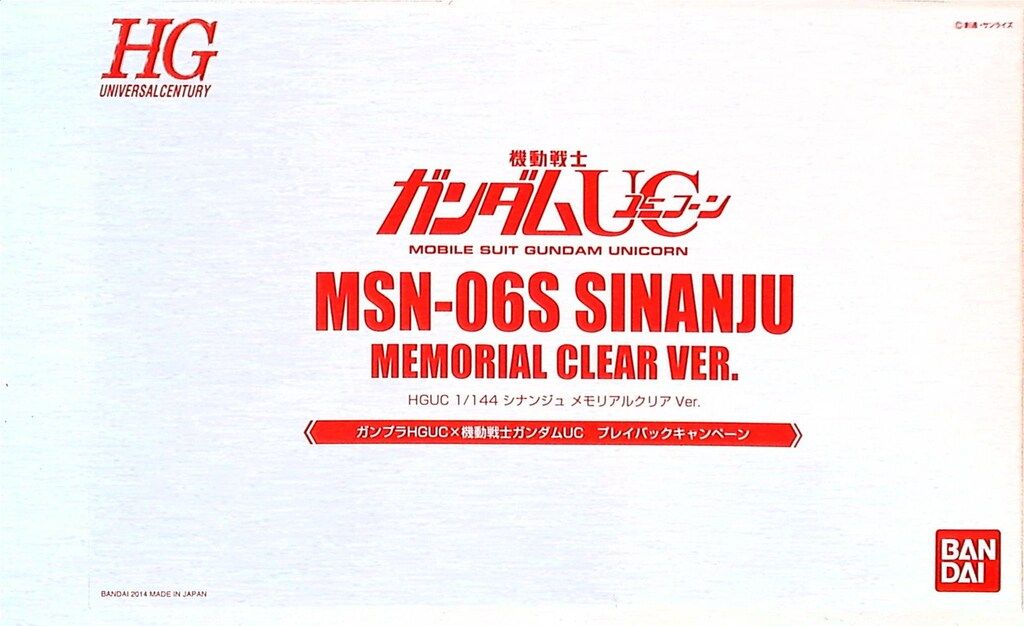 HG
UNIVERSAL CENTURY
©創通・サンライズ
機動戦士
ガンダムUC
ユニコーン
MOBILE SUIT GUNDAM UNICORN
MSN-06S SINANJU
MEMORIAL CLEAR VER.
HGUC 1/144 シナンジュ メモリアルクリア Ver.
ガンプラHGUC×機動戦士ガンダムUC プレイバックキャンペーン
BAN
DAI
BANDAI 2014 MADE IN JAPAN